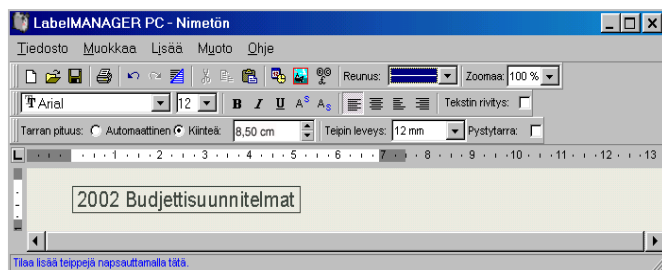 LabelMANAGER PC - Nimetön
Tiedosto Muokkaa Lisää Muoto Ohje
Reunus: Zoomaa: 100 %
Arial 12 B I U A S A S Tekstin rivitys:
Tarran pituus: Automaattinen Kiinteä: 8,50 cm Teipin leveys: 12 mm Pystytarra:
L 1 2 3 4 5 6 7 8 9 10 11 12 13
2002 Budjettisuunnitelmat
Tilaa lisää teippejä napsauttamalla tätä.